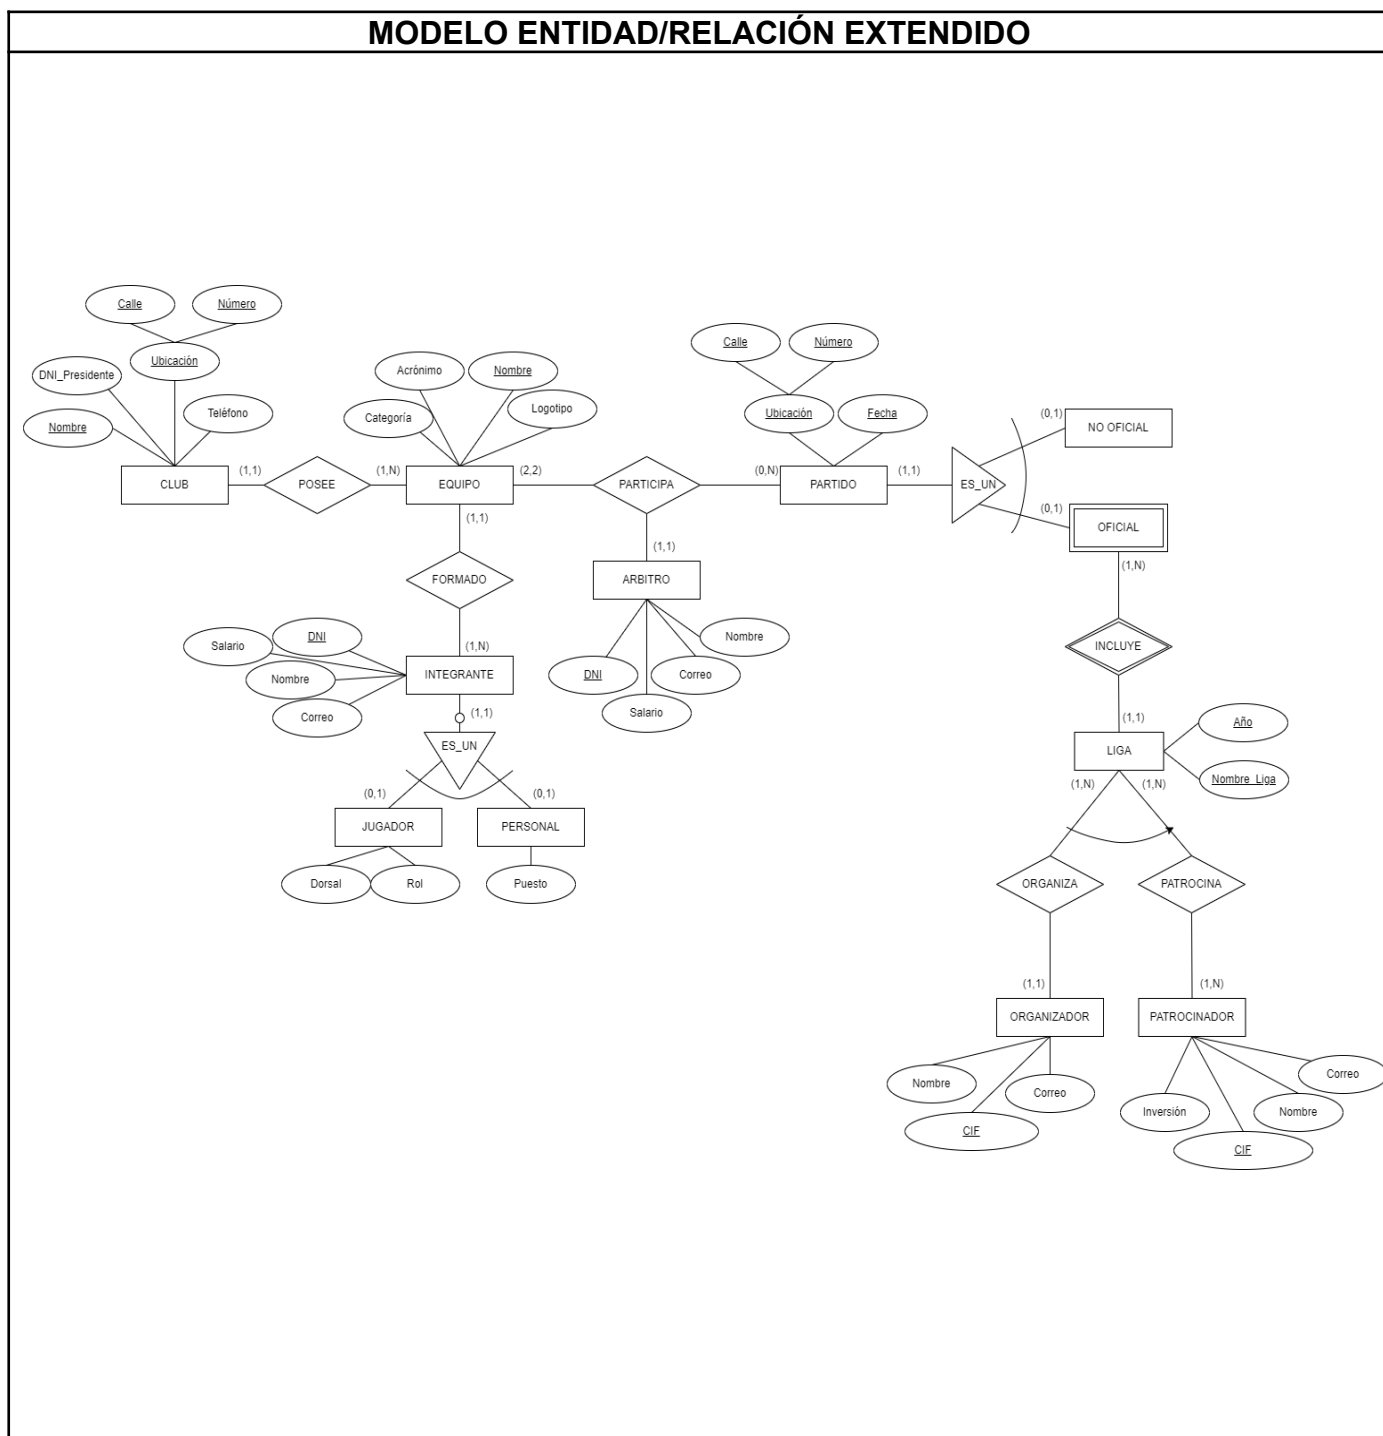 MODELO ENTIDAD/RELACIÓN EXTENDIDO
Calle
Número
Ubicación
DNI_Presidente
Nombre
Teléfono
CLUB
(1,1)
POSEE
(1,N)
Acrónimo
Nombre
Categoría
Logotipo
EQUIPO
(2,2)
(1,1)
PARTICIPA
(0,N)
Calle
Número
Ubicación
Fecha
PARTIDO
(1,1)
ES_UN
(0,1)
NO OFICIAL
(0,1)
OFICIAL
(1,N)
FORMADO
(1,N)
(1,1)
ARBITRO
DNI
Salario
Correo
Nombre
Salario
DNI
Nombre
Correo
INTEGRANTE
(1,1)
ES_UN
(0,1)
(0,1)
JUGADOR
PERSONAL
Dorsal
Rol
Puesto
INCLUYE
(1,1)
LIGA
Año
Nombre_Liga
(1,N)
(1,N)
ORGANIZA
PATROCINA
(1,1)
(1,N)
ORGANIZADOR
PATROCINADOR
Nombre
CIF
Correo
Inversión
CIF
Nombre
Correo